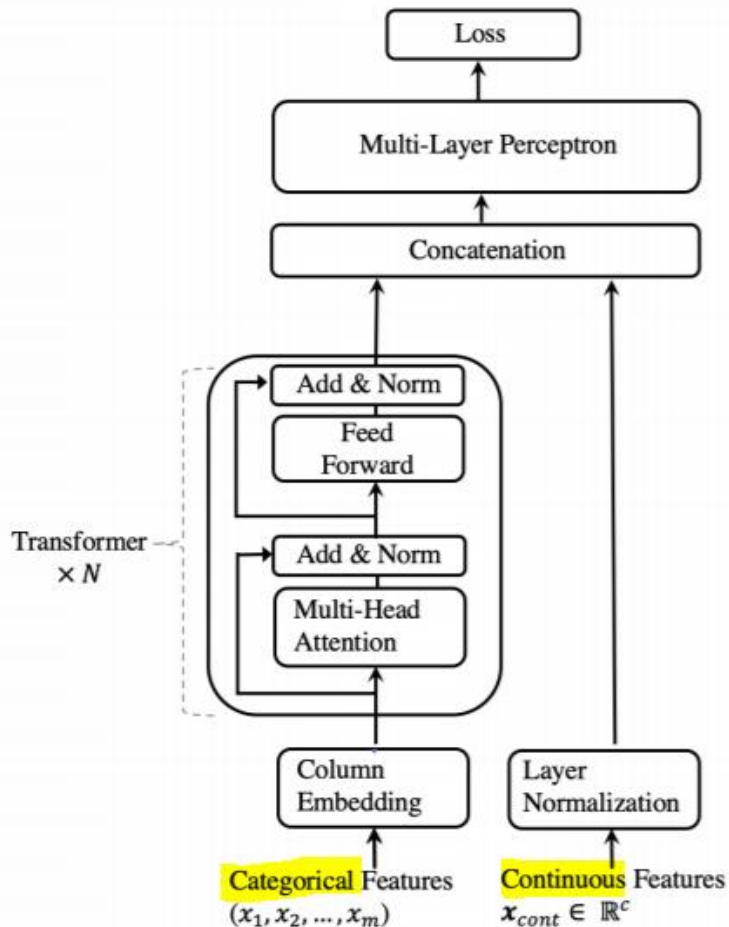 Loss
Multi-Layer Perceptron
Concatenation
Add & Norm
Feed
Forward
Transformer
× N
Add & Norm
Multi-Head
Attention
Column
Embedding
Layer
Normalization
Categorical Features
(x₁, x₂, ..., xₘ)
Continuous Features
x_cont ∈ ℝᶜ